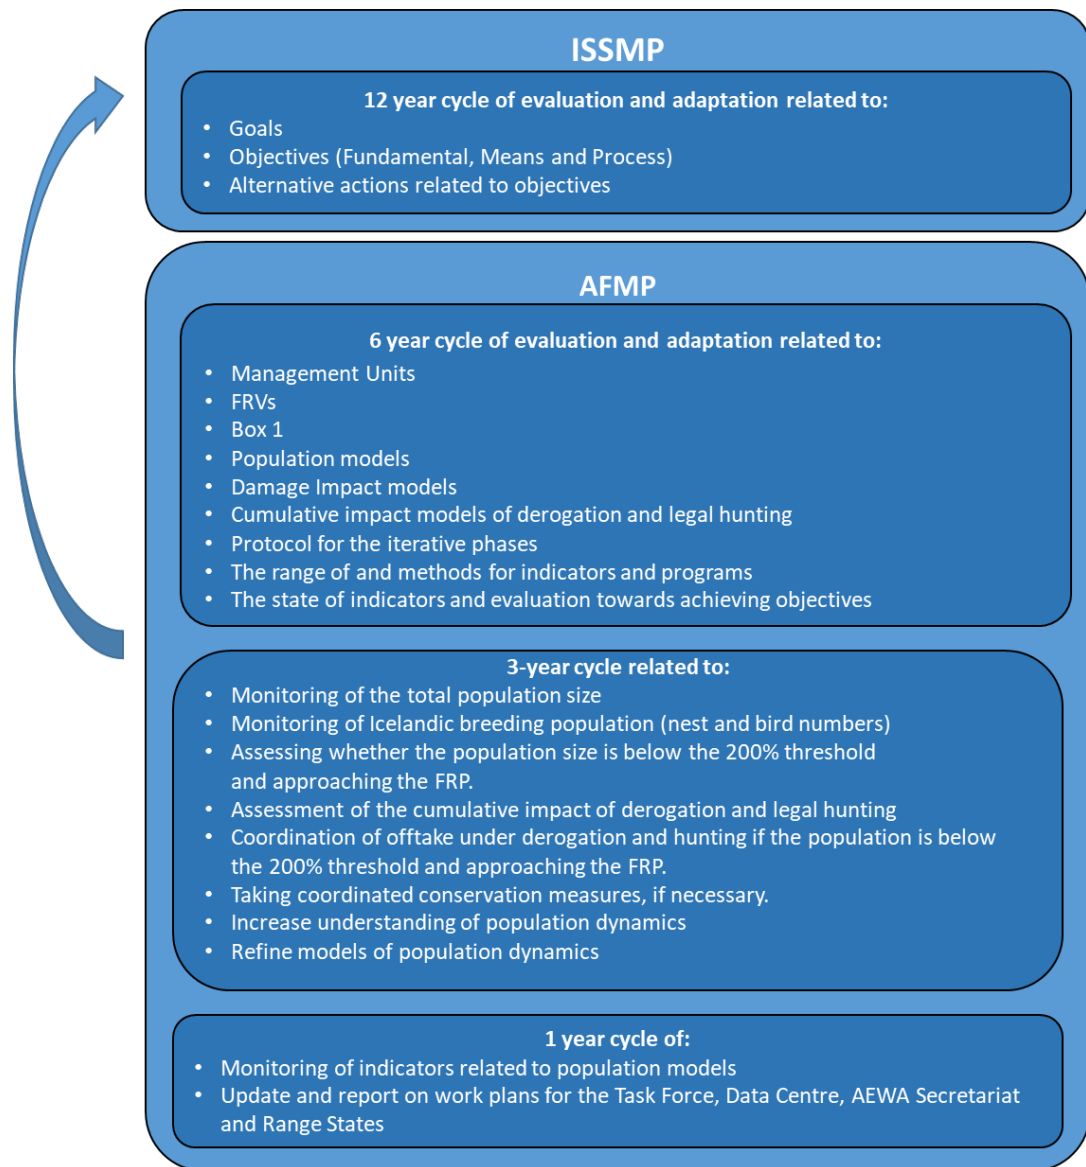 ISSMP
12 year cycle of evaluation and adaptation related to:
• Goals
• Objectives (Fundamental, Means and Process)
• Alternative actions related to objectives
AFMP
6 year cycle of evaluation and adaptation related to:
• Management Units
• FRVs
• Box 1
• Population models
• Damage Impact models
• Cumulative impact models of derogation and legal hunting
• Protocol for the iterative phases
• The range of and methods for indicators and programs
• The state of indicators and evaluation towards achieving objectives
3-year cycle related to:
• Monitoring of the total population size
• Monitoring of Icelandic breeding population (nest and bird numbers)
• Assessing whether the population size is below the 200% threshold
and approaching the FRP.
• Assessment of the cumulative impact of derogation and legal hunting
• Coordination of offtake under derogation and hunting if the population is below
the 200% threshold and approaching the FRP.
• Taking coordinated conservation measures, if necessary.
• Increase understanding of population dynamics
• Refine models of population dynamics
1 year cycle of:
• Monitoring of indicators related to population models
• Update and report on work plans for the Task Force, Data Centre, AEWA Secretariat
and Range States